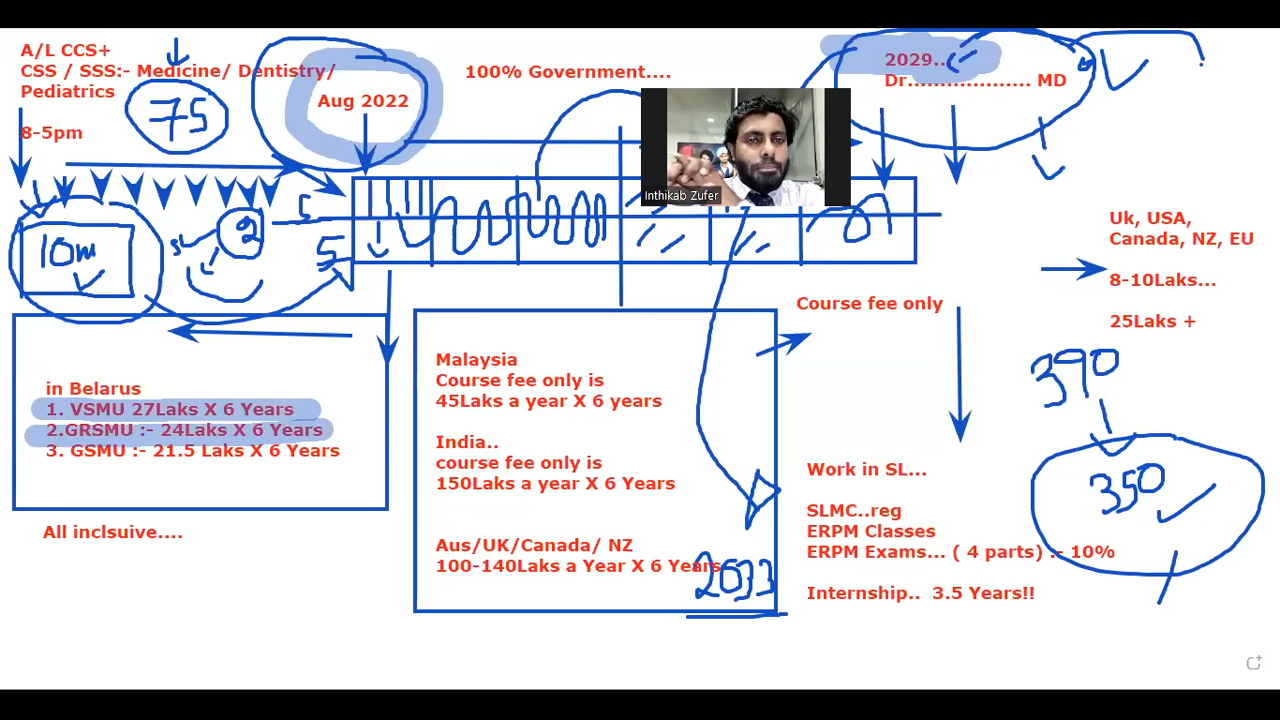 A/L CCS+
CSS / SSS:- Medicine/ Dentistry/
Pediatrics
8-5pm
75
Aug 2022
100% Government....
2029..
Dr.................... MD
Inthikab Zufer
10m
2
5
5
Uk, USA,
Canada, NZ, EU
8-10Laks...
25Laks +
390
350
in Belarus
1. VSMU 27Laks X 6 Years
2.GRSMU :- 24Laks X 6 Years
3. GSMU :- 21.5 Laks X 6 Years
All inclsuive....
Malaysia
Course fee only is
45Laks a year X 6 years
India..
course fee only is
150Laks a year X 6 Years
Aus/UK/Canada/ NZ
100-140Laks a Year X 6 Years
2033
Course fee only
Work in SL...
SLMC..reg
ERPM Classes
ERPM Exams... ( 4 parts) :- 10%
Internship.. 3.5 Years!!